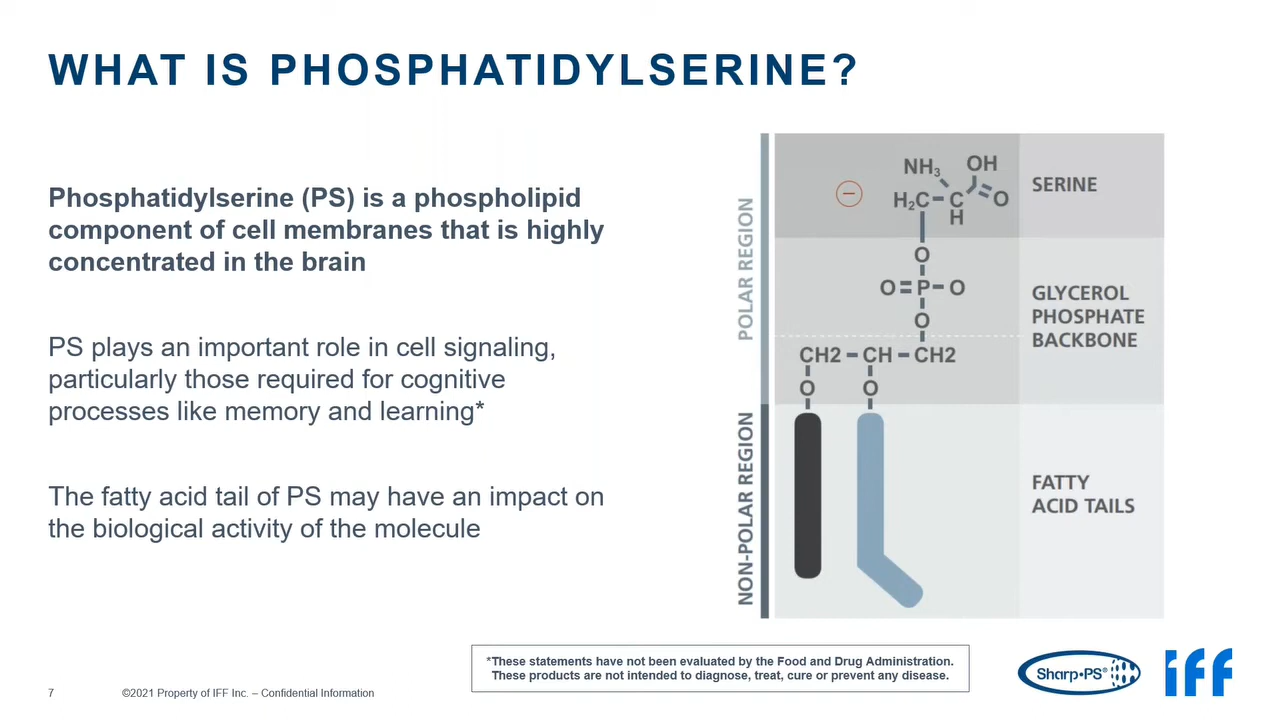 WHAT IS PHOSPHATIDYLSERINE?
Phosphatidylserine (PS) is a phospholipid
component of cell membranes that is highly
concentrated in the brain
PS plays an important role in cell signaling,
particularly those required for cognitive
processes like memory and learning*
The fatty acid tail of PS may have an impact on
the biological activity of the molecule
POLAR REGION
NON-POLAR REGION
NH3 OH
H2C C O
H
O
O P O
O
CH2 CH CH2
O O
SERINE
GLYCEROL
PHOSPHATE
BACKBONE
FATTY
ACID TAILS
*These statements have not been evaluated by the Food and Drug Administration.
These products are not intended to diagnose, treat, cure or prevent any disease.
7 ©2021 Property of IFF Inc. – Confidential Information
Sharp•PS®
iff